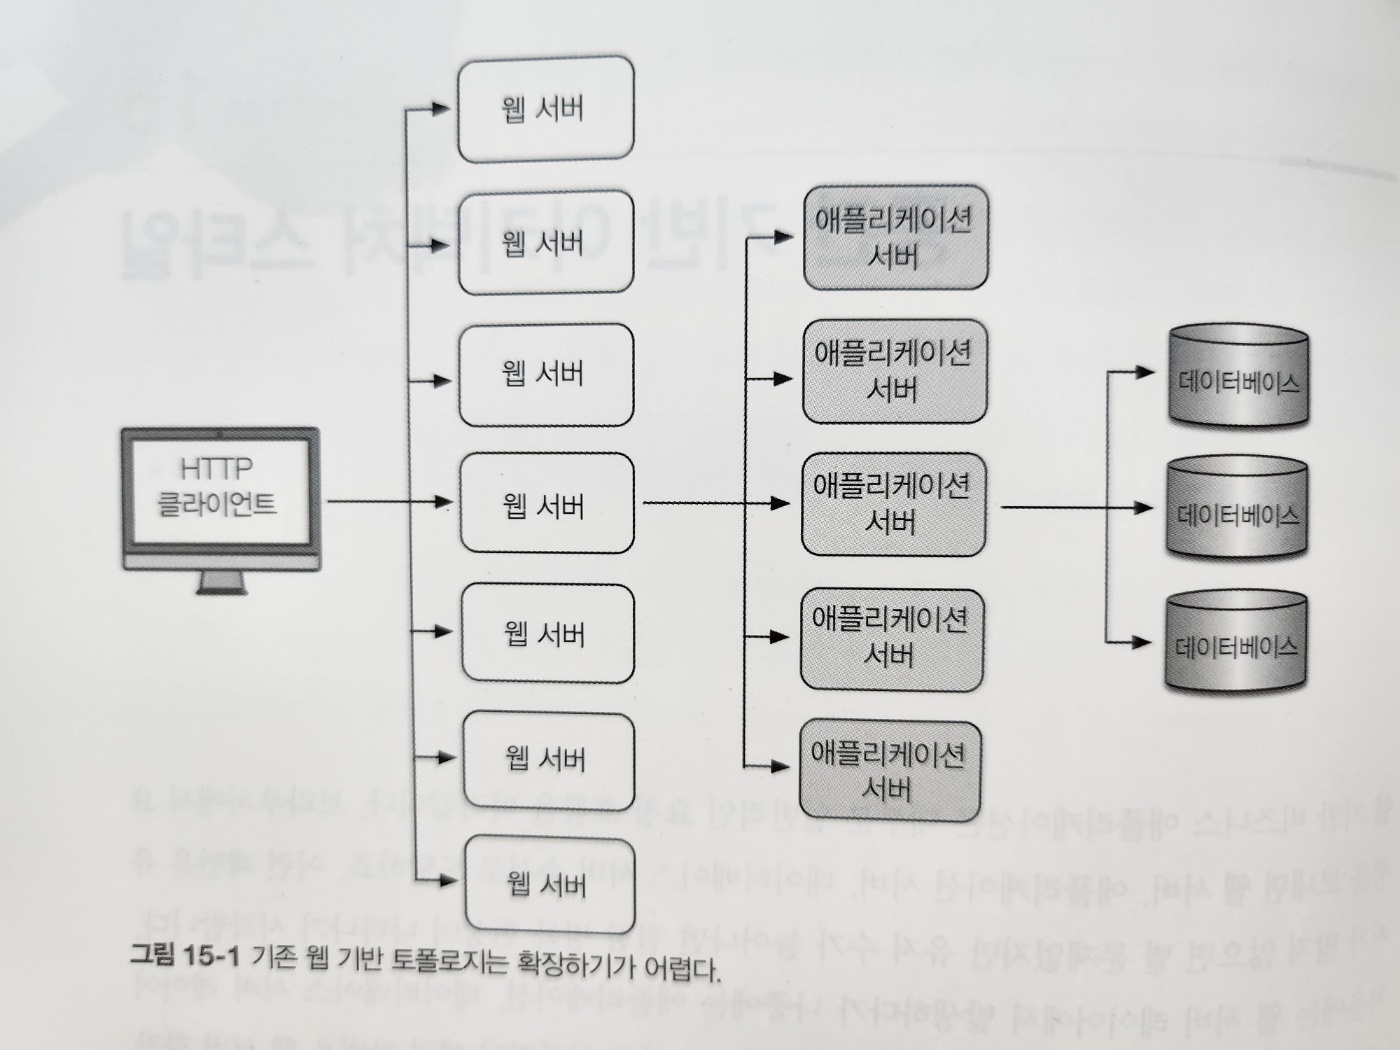 웹 서버
웹 서버
웹 서버
웹 서버
웹 서버
웹 서버
웹 서버
HTTP
클라이언트
애플리케이션
서버
애플리케이션
서버
애플리케이션
서버
애플리케이션
서버
애플리케이션
서버
데이터베이스
데이터베이스
데이터베이스
그림 15-1 기존 웹 기반 토폴로지는 확장하기가 어렵다.